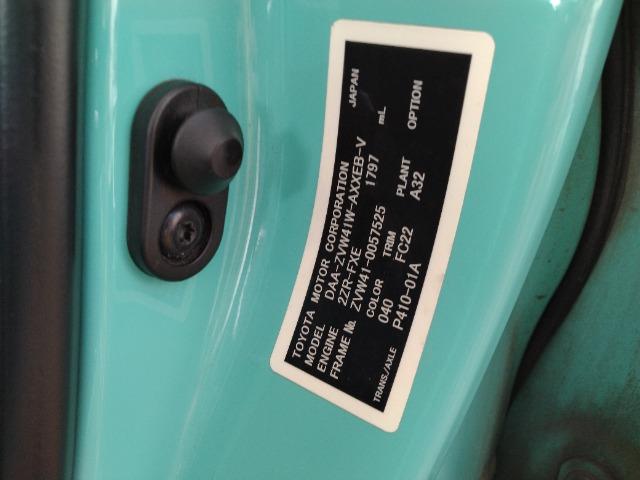 TOYOTA MOTOR CORPORATION JAPAN
MODEL DAA-ZVW41W-AXXEB-V
ENGINE 2ZR-FXE 1797 mL
FRAME No. ZVW41-0057525
COLOR TRIM PLANT OPTION
040 FC22 A32
TRANS./AXLE P410-01A